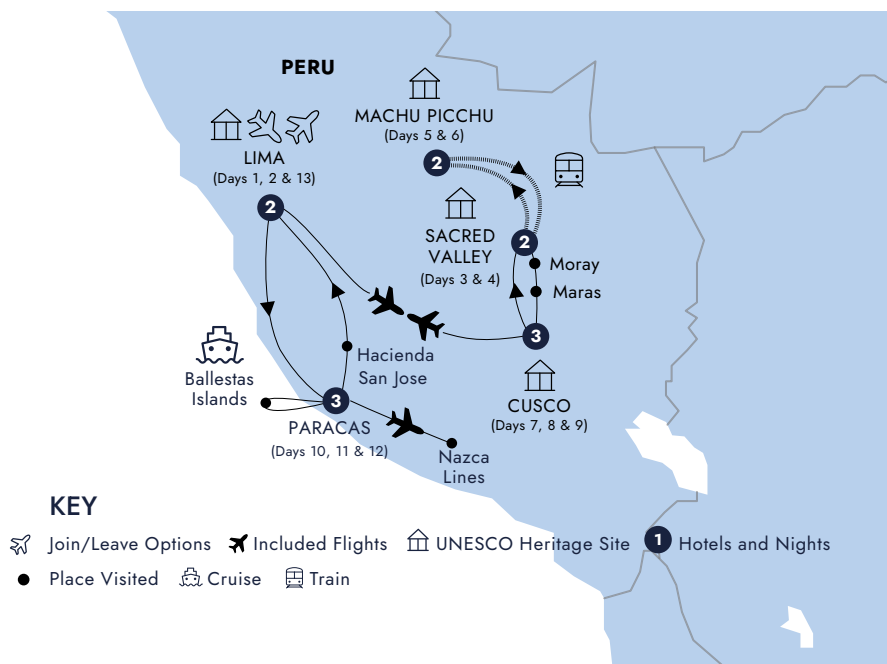 PERU
MACHU PICCHU
(Days 5 & 6)
2
LIMA
(Days 1, 2 & 13)
2
SACRED
VALLEY
(Days 3 & 4)
2
Moray
Maras
3
CUSCO
(Days 7, 8 & 9)
Hacienda
San Jose
Ballestas
Islands
3
PARACAS
(Days 10, 11 & 12)
Nazca
Lines
KEY
Join/Leave Options
Included Flights
UNESCO Heritage Site
1 Hotels and Nights
Place Visited
Cruise
Train